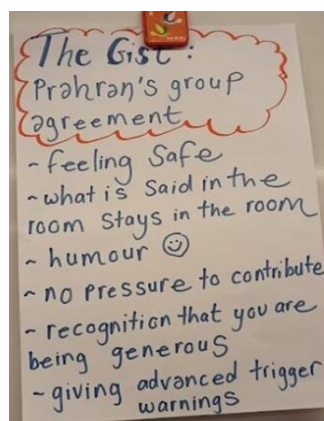 The Gist :
Prahran's group
agreement
~ feeling Safe
~ what is Said in the
room Stays in the room
~ humour ☺
~ no pressure to contribute
~ recognition that you are
being generous
~ giving advanced trigger
warnings